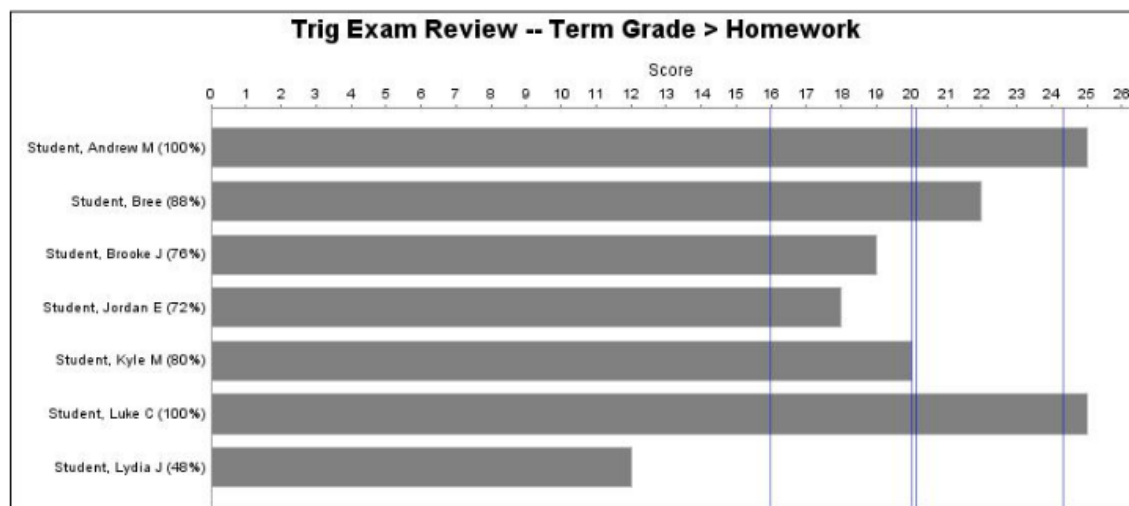 Trig Exam Review -- Term Grade > Homework
Score
0 1 2 3 4 5 6 7 8 9 10 11 12 13 14 15 16 17 18 19 20 21 22 23 24 25 26
Student, Andrew M (100%)
Student, Bree (88%)
Student, Brooke J (76%)
Student, Jordan E (72%)
Student, Kyle M (80%)
Student, Luke C (100%)
Student, Lydia J (48%)